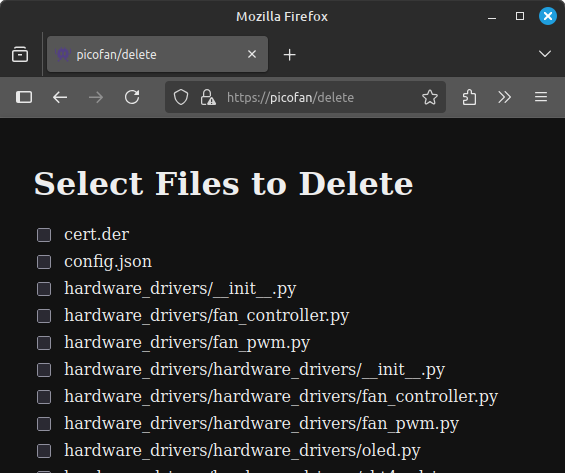 Mozilla Firefox
picofan/delete
https://picofan/delete
Select Files to Delete
cert.der
config.json
hardware_drivers/__init__.py
hardware_drivers/fan_controller.py
hardware_drivers/fan_pwm.py
hardware_drivers/hardware_drivers/__init__.py
hardware_drivers/hardware_drivers/fan_controller.py
hardware_drivers/hardware_drivers/fan_pwm.py
hardware_drivers/hardware_drivers/oled.py